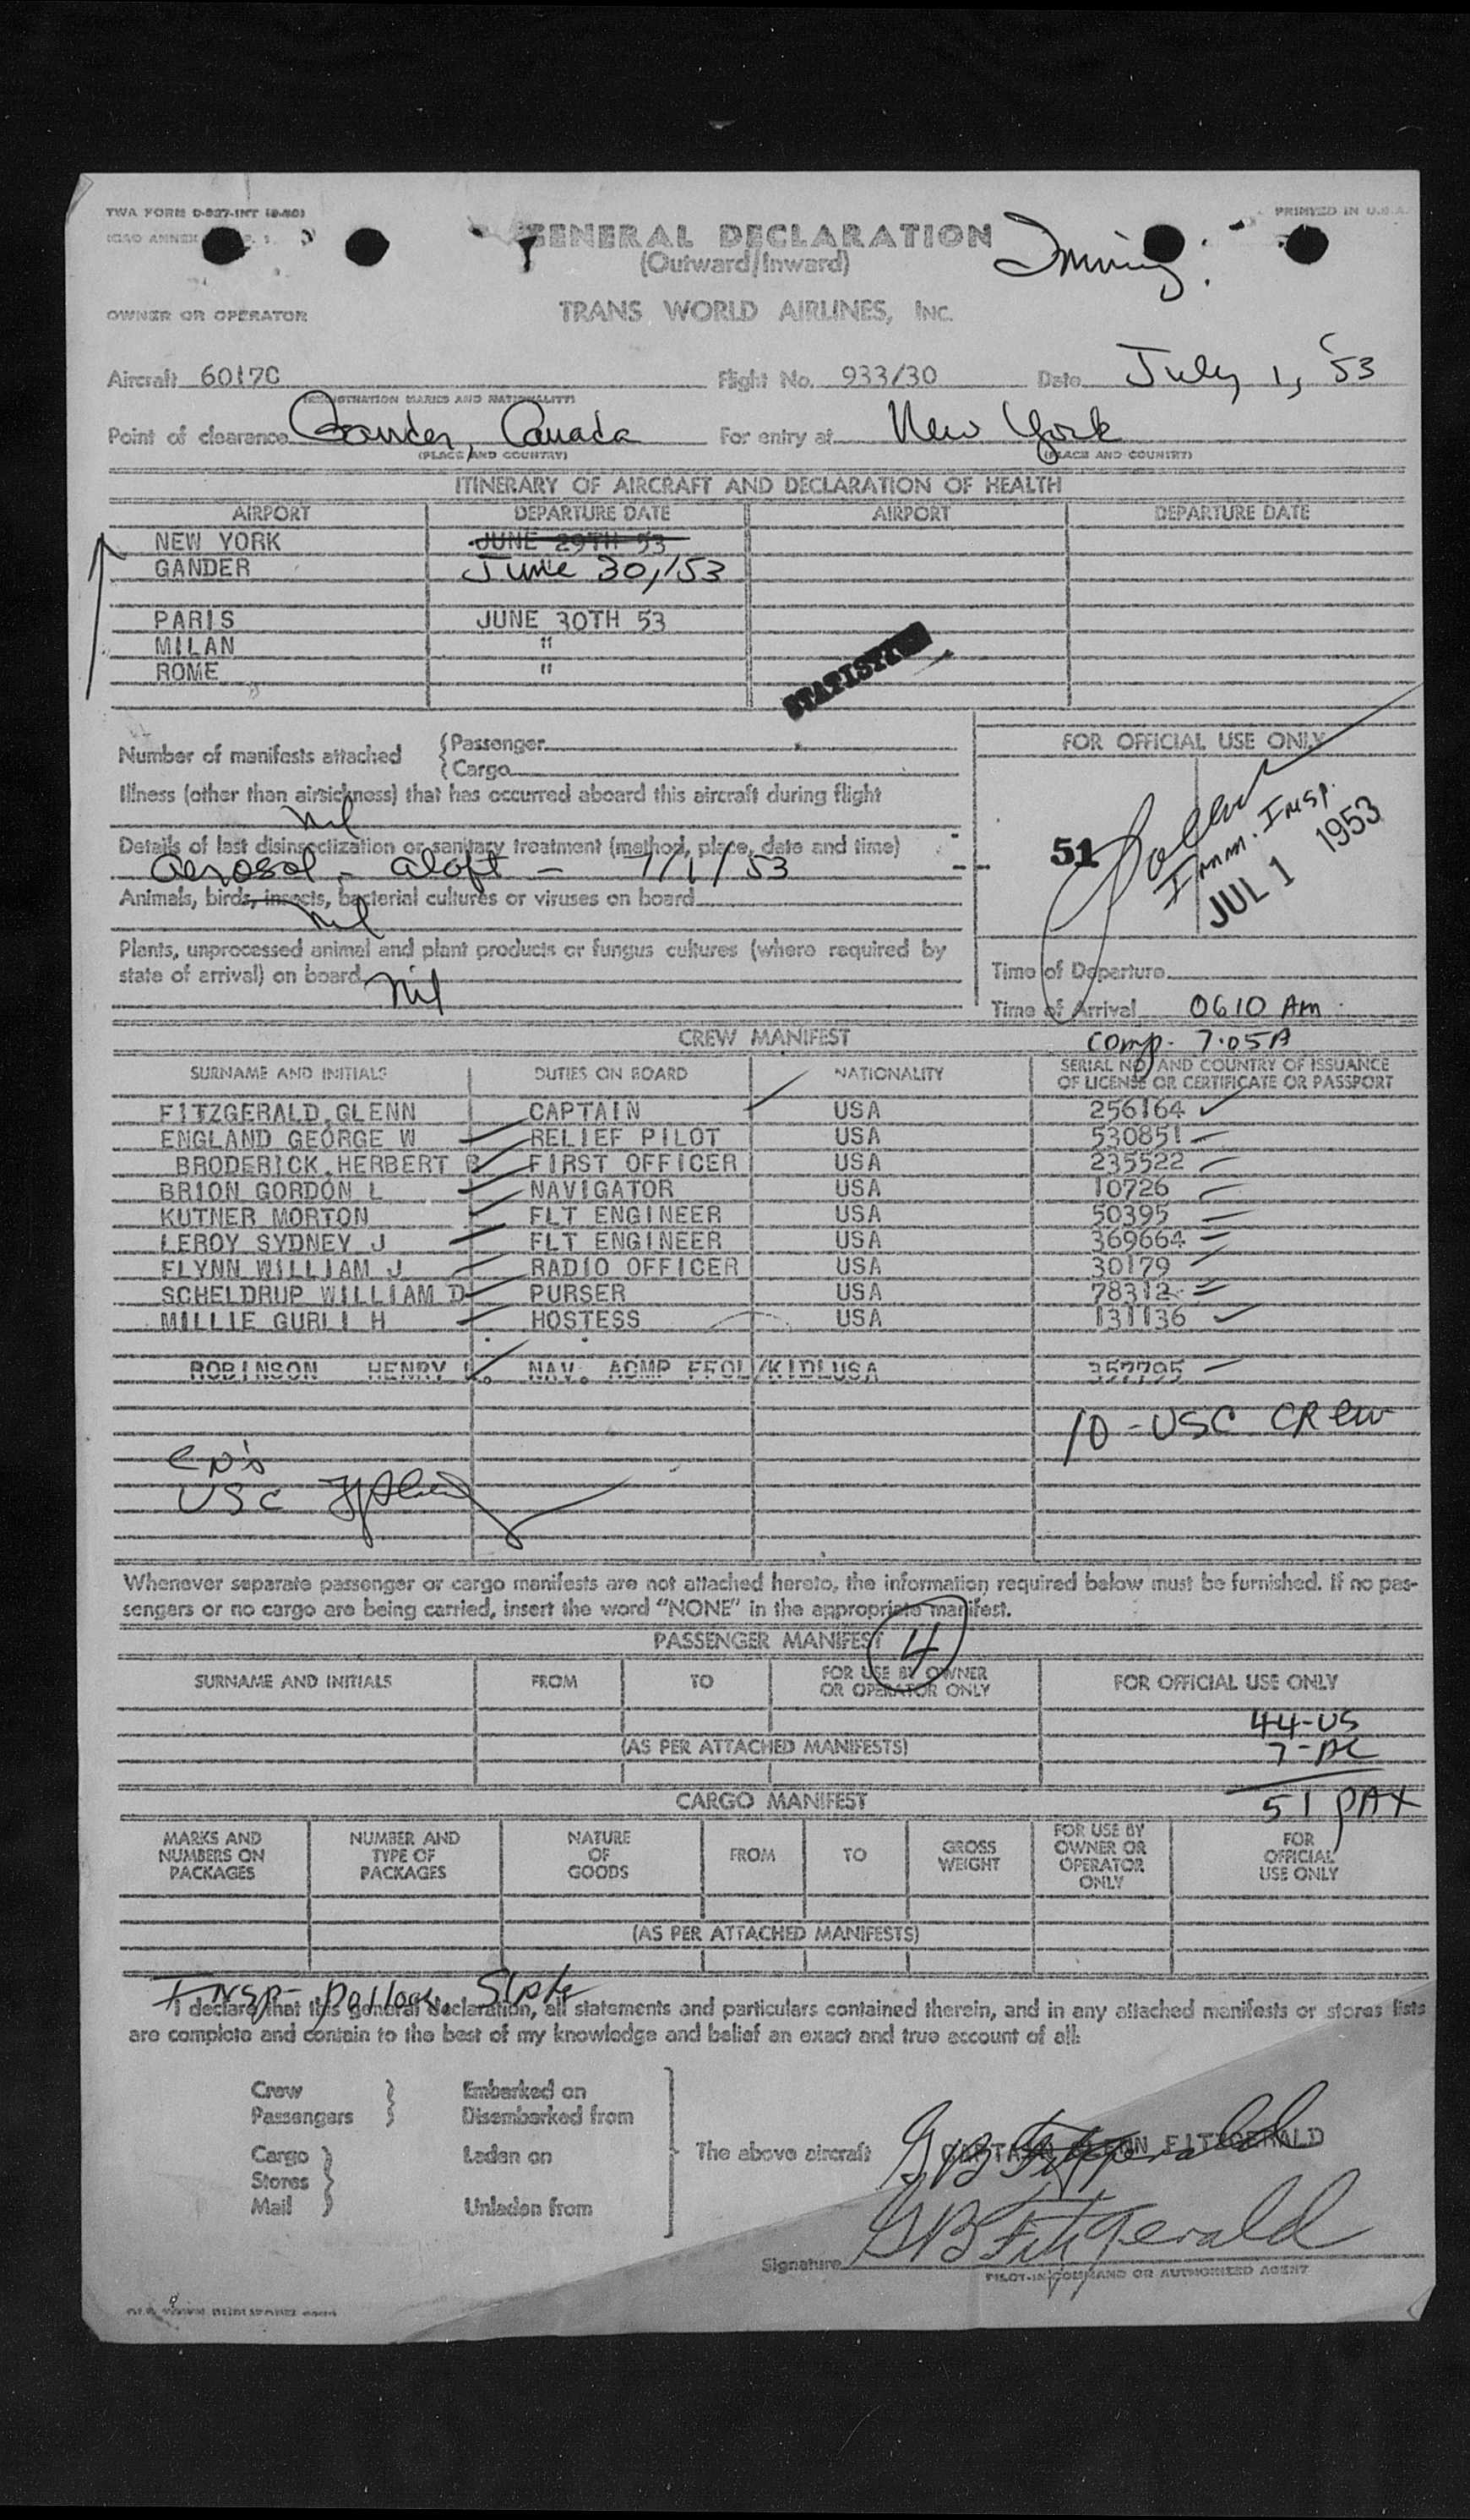 TWA FORM D-927-INT
PRINTED IN U.S.A.
ICAO ANNEX
GENERAL DECLARATION
(Outward/Inward)
OWNER OR OPERATOR
TRANS WORLD AIRLINES, INC.
Aircraft 6017C Flight No. 933/30 Date July 1, '53
(REGISTRATION MARKS AND NATIONALITY)
Point of clearance Gander, Canada For entry at New York
(PLACE AND COUNTRY) (PLACE AND COUNTRY)
ITINERARY OF AIRCRAFT AND DECLARATION OF HEALTH
AIRPORT DEPARTURE DATE AIRPORT DEPARTURE DATE
NEW YORK JUNE 29TH 53
GANDER June 30, /53
PARIS JUNE 30TH 53
MILAN "
ROME "
Number of manifests attached {Passenger
{Cargo
FOR OFFICIAL USE ONLY
Illness (other than airsickness) that has occurred aboard this aircraft during flight
Nil
Details of last disinsectization or sanitary treatment (method, place, date and time)
Aerosol - aloft - 7/1/53
51
Imm. Insp.
JUL 1 1953
Animals, birds, insects, bacterial cultures or viruses on board
Nil
Plants, unprocessed animal and plant products or fungus cultures (where required by
state of arrival) on board Nil
Time of Departure
Time of Arrival 0610 Am
CREW MANIFEST comp. 7:05A
SURNAME AND INITIALS DUTIES ON BOARD NATIONALITY SERIAL NO. AND COUNTRY OF ISSUANCE
OF LICENSE OR CERTIFICATE OR PASSPORT
FITZGERALD,GLENN CAPTAIN USA 256164
ENGLAND GEORGE W RELIEF PILOT USA 530851
BRODERICK HERBERT B FIRST OFFICER USA 235522
BRION GORDON L NAVIGATOR USA 10726
KUTNER MORTON FLT ENGINEER USA 50395
LEROY SYDNEY J FLT ENGINEER USA 369664
FLYNN WILLIAM J RADIO OFFICER USA 30179
SCHELDRUP WILLIAM D PURSER USA 78312
MILLIE GURLI H HOSTESS USA 131136
ROBINSON HENRY L. NAV. ACMP FFOL/KIDLUSA 357795
10 - USC CREW
USC
Whenever separate passenger or cargo manifests are not attached hereto, the information required below must be furnished. If no pas-
sengers or no cargo are being carried, insert the word "NONE" in the appropriate manifest.
PASSENGER MANIFEST 4
SURNAME AND INITIALS FROM TO FOR USE BY OWNER
OR OPERATOR ONLY FOR OFFICIAL USE ONLY
44-US
(AS PER ATTACHED MANIFESTS) 7-AC
CARGO MANIFEST 51 PAX
MARKS AND
NUMBERS ON
PACKAGES NUMBER AND
TYPE OF
PACKAGES NATURE
OF
GOODS FROM TO GROSS
WEIGHT FOR USE BY
OWNER OR
OPERATOR
ONLY FOR
OFFICIAL
USE ONLY
(AS PER ATTACHED MANIFESTS)
Insp-
I declare that this general declaration, all statements and particulars contained therein, and in any attached manifests or stores lists
are complete and contain to the best of my knowledge and belief an exact and true account of all:
Crew Embarked on
Passengers } Disembarked from
Cargo Laden on
Stores }
Mail Unladen from
The above aircraft CAPTAIN GLENN FITZGERALD
G B Fitzgerald
Signature G B Fitzgerald
PILOT-IN-COMMAND OR AUTHORIZED AGENT